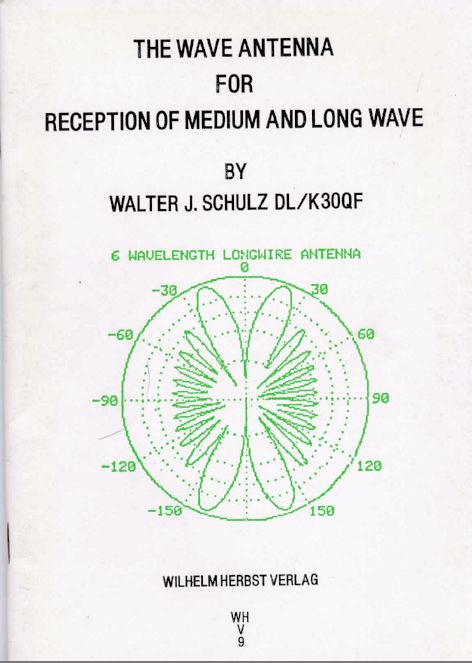 THE WAVE ANTENNA
FOR
RECEPTION OF MEDIUM AND LONG WAVE
BY
WALTER J. SCHULZ DL/K3OQF
6 WAVELENGTH LONGWIRE ANTENNA
0
-30 30
-60 60
-90 90
-120 120
-150 150
WILHELM HERBST VERLAG
WH
V
9